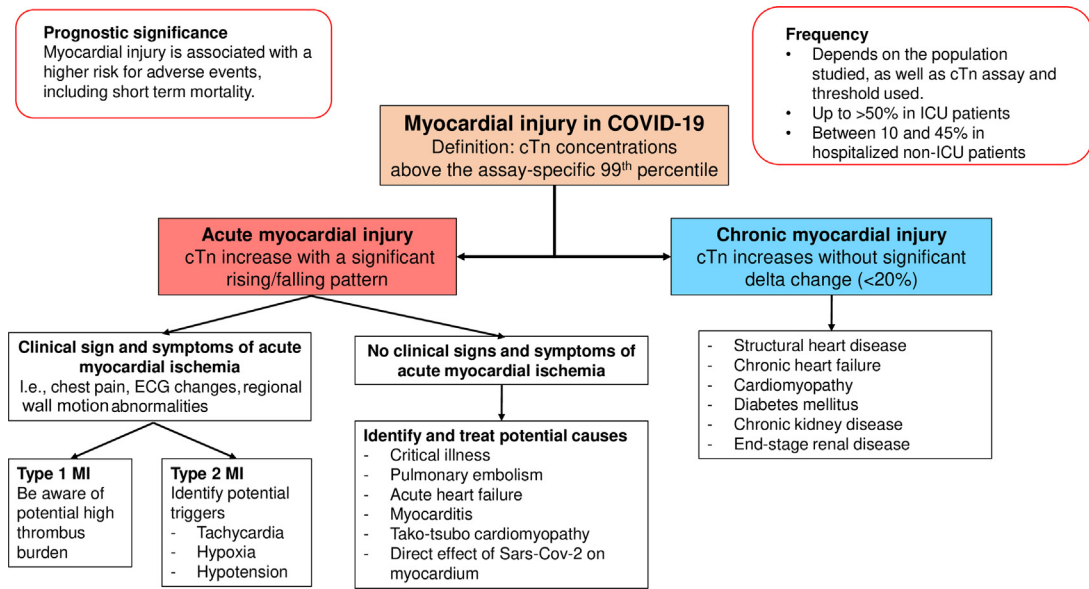 Prognostic significance
Myocardial injury is associated with a
higher risk for adverse events,
including short term mortality.
Frequency
• Depends on the population
studied, as well as cTn assay and
threshold used.
• Up to >50% in ICU patients
• Between 10 and 45% in
hospitalized non-ICU patients
Myocardial injury in COVID-19
Definition: cTn concentrations
above the assay-specific 99th percentile
Acute myocardial injury
cTn increase with a significant
rising/falling pattern
Chronic myocardial injury
cTn increases without significant
delta change (<20%)
Clinical sign and symptoms of acute
myocardial ischemia
I.e., chest pain, ECG changes, regional
wall motion abnormalities
No clinical signs and symptoms of
acute myocardial ischemia
- Structural heart disease
- Chronic heart failure
- Cardiomyopathy
- Diabetes mellitus
- Chronic kidney disease
- End-stage renal disease
Type 1 MI
Be aware of
potential high
thrombus
burden
Type 2 MI
Identify potential
triggers
- Tachycardia
- Hypoxia
- Hypotension
Identify and treat potential causes
- Critical illness
- Pulmonary embolism
- Acute heart failure
- Myocarditis
- Tako-tsubo cardiomyopathy
- Direct effect of Sars-Cov-2 on
myocardium